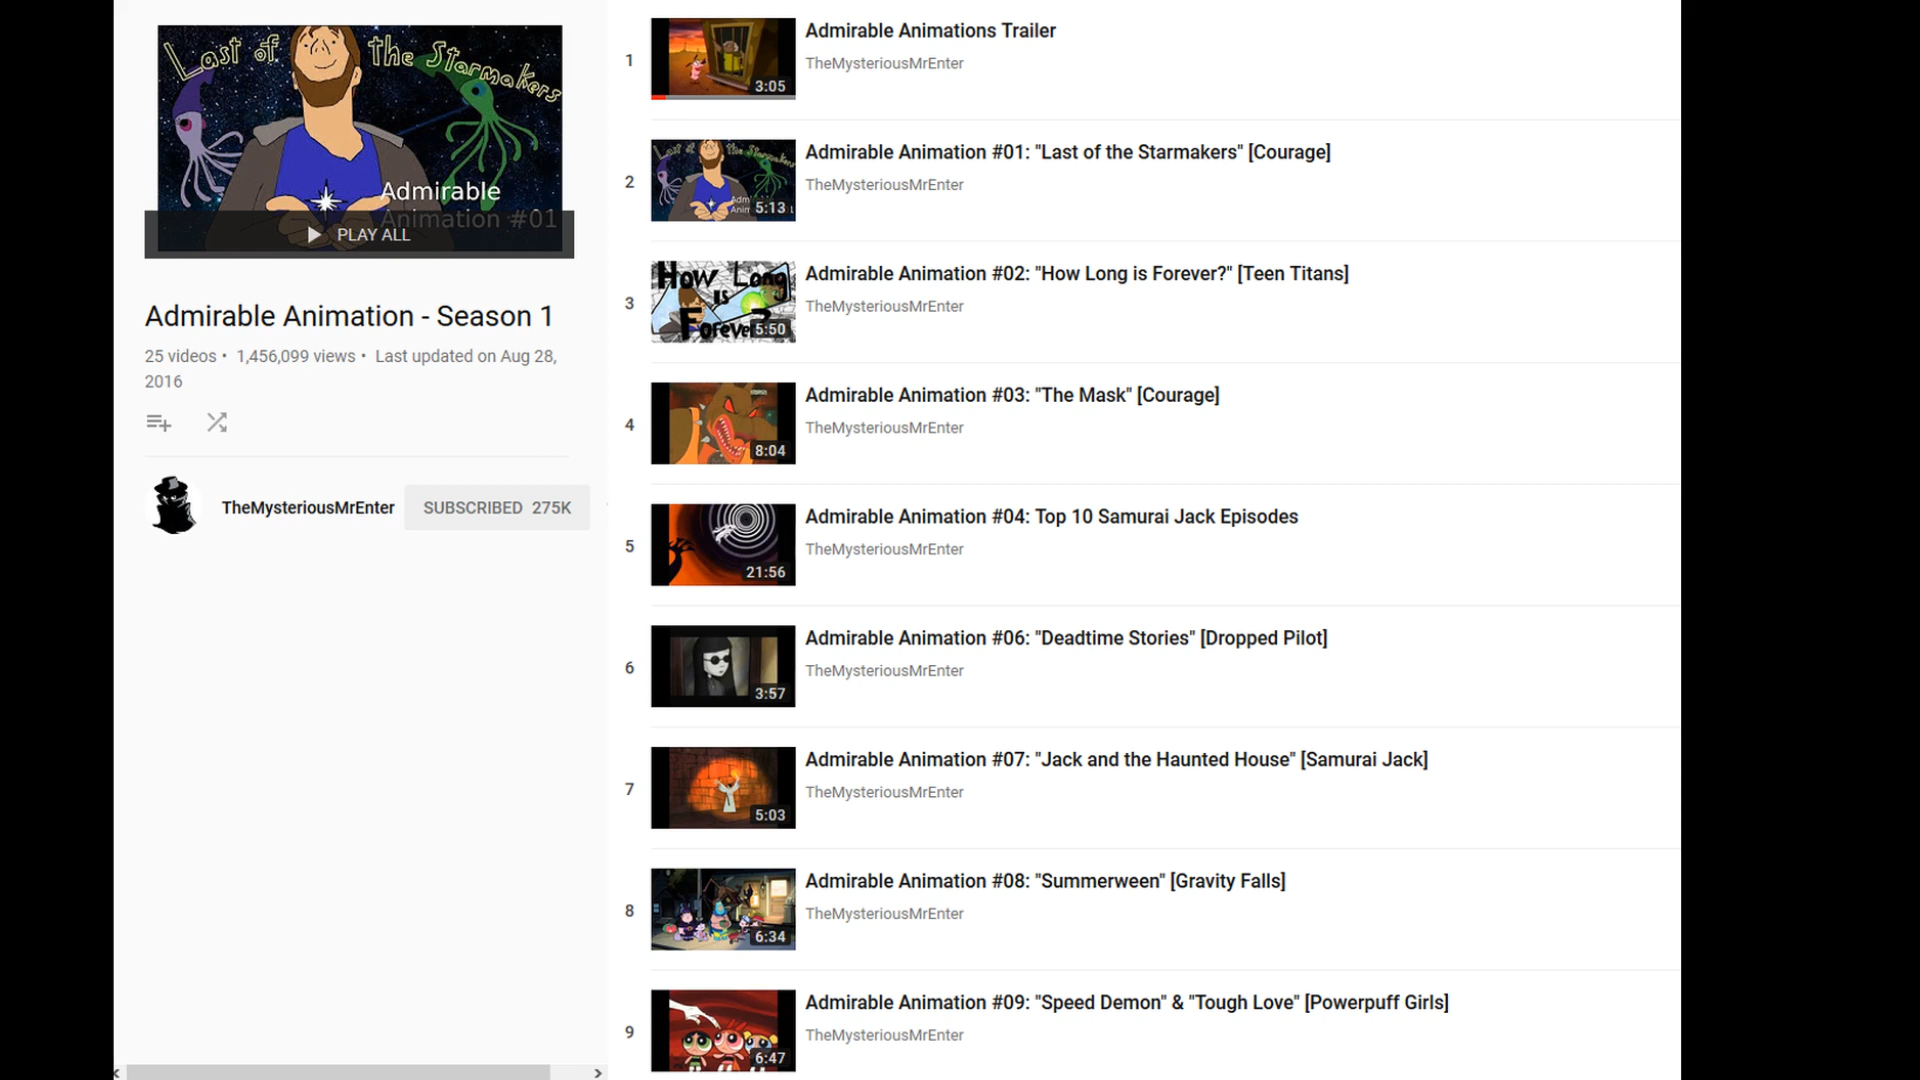 Last of the Starmakers
Admirable
Animation #01
PLAY ALL
Admirable Animation - Season 1
25 videos • 1,456,099 views • Last updated on Aug 28,
2016
TheMysteriousMrEnter
SUBSCRIBED 275K
1
3:05
Admirable Animations Trailer
TheMysteriousMrEnter
2
Last of the Starmakers
5:13
Admirable Animation #01: "Last of the Starmakers" [Courage]
TheMysteriousMrEnter
3
How Long
is
Forever?
5:50
Admirable Animation #02: "How Long is Forever?" [Teen Titans]
TheMysteriousMrEnter
4
8:04
Admirable Animation #03: "The Mask" [Courage]
TheMysteriousMrEnter
5
21:56
Admirable Animation #04: Top 10 Samurai Jack Episodes
TheMysteriousMrEnter
6
3:57
Admirable Animation #06: "Deadtime Stories" [Dropped Pilot]
TheMysteriousMrEnter
7
5:03
Admirable Animation #07: "Jack and the Haunted House" [Samurai Jack]
TheMysteriousMrEnter
8
6:34
Admirable Animation #08: "Summerween" [Gravity Falls]
TheMysteriousMrEnter
9
6:47
Admirable Animation #09: "Speed Demon" & "Tough Love" [Powerpuff Girls]
TheMysteriousMrEnter